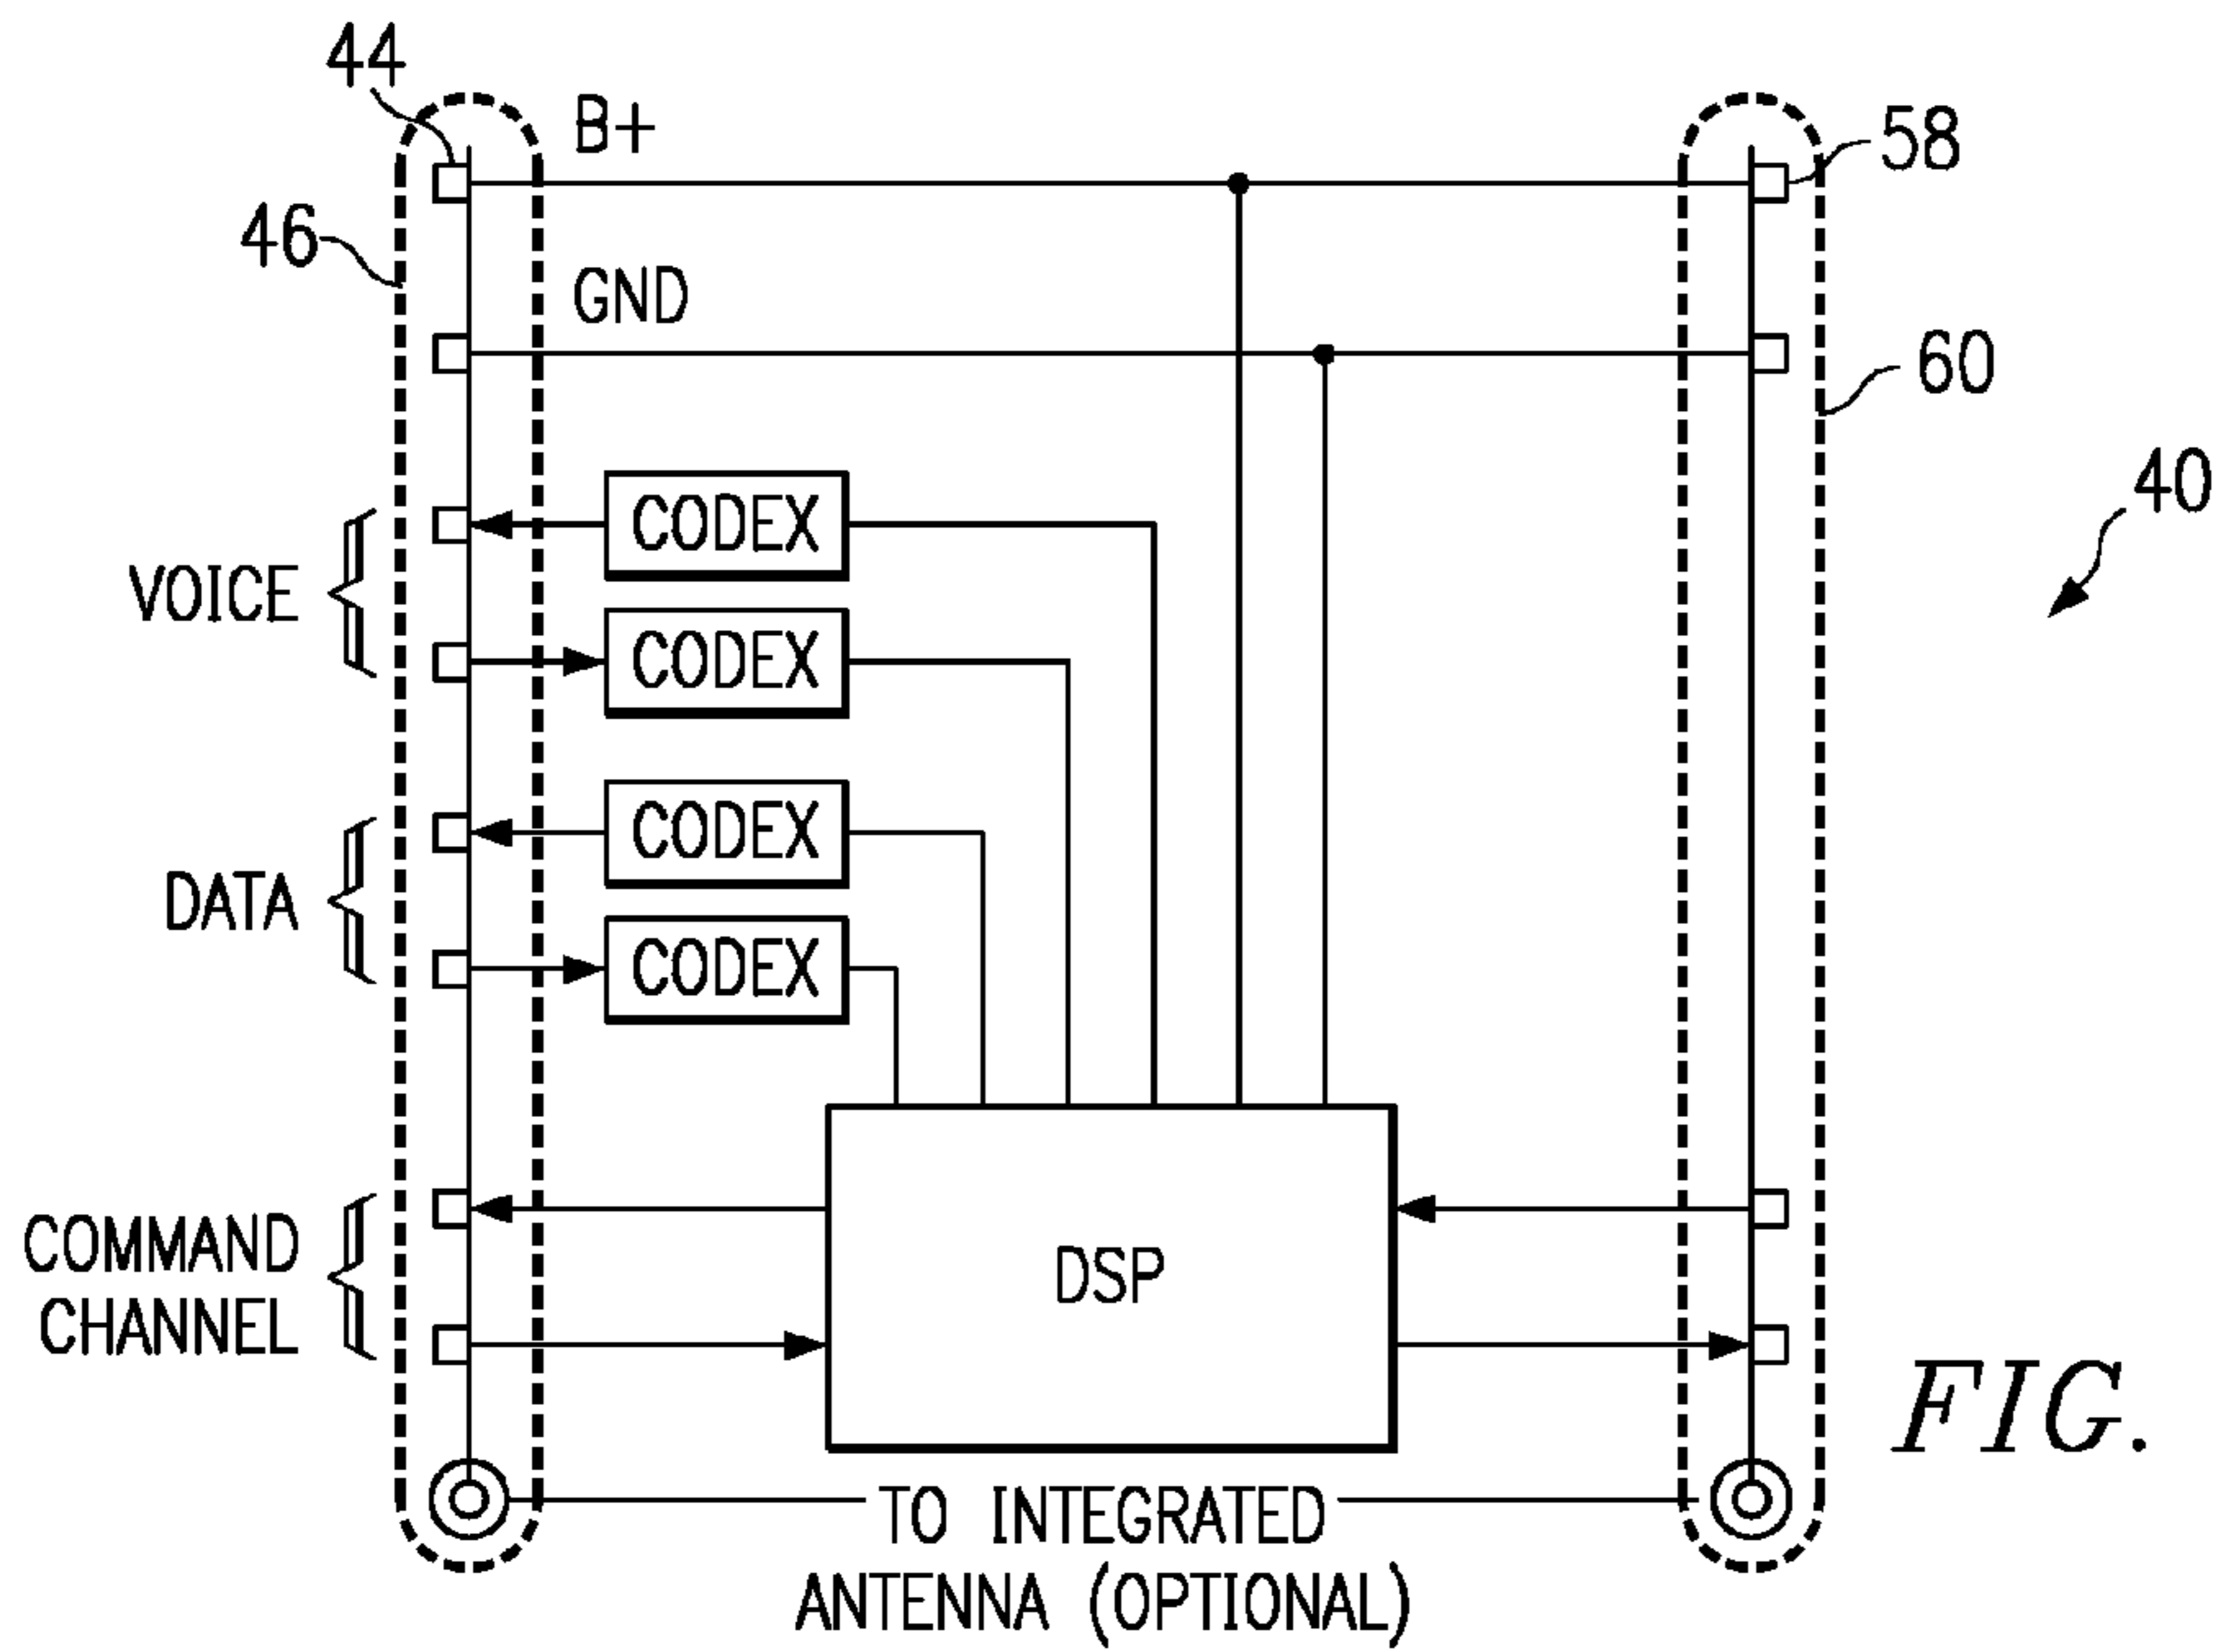 44
B+
58
46
GND
60
40
CODEX
VOICE
CODEX
CODEX
DATA
CODEX
COMMAND
CHANNEL
DSP
FIG.
TO INTEGRATED
ANTENNA (OPTIONAL)